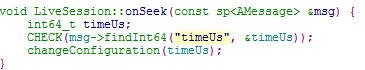 void LiveSession::onSeek(const sp<AMessage> &msg) {
    int64_t timeUs;
    CHECK(msg->findInt64("timeUs", &timeUs));
    changeConfiguration(timeUs);
}